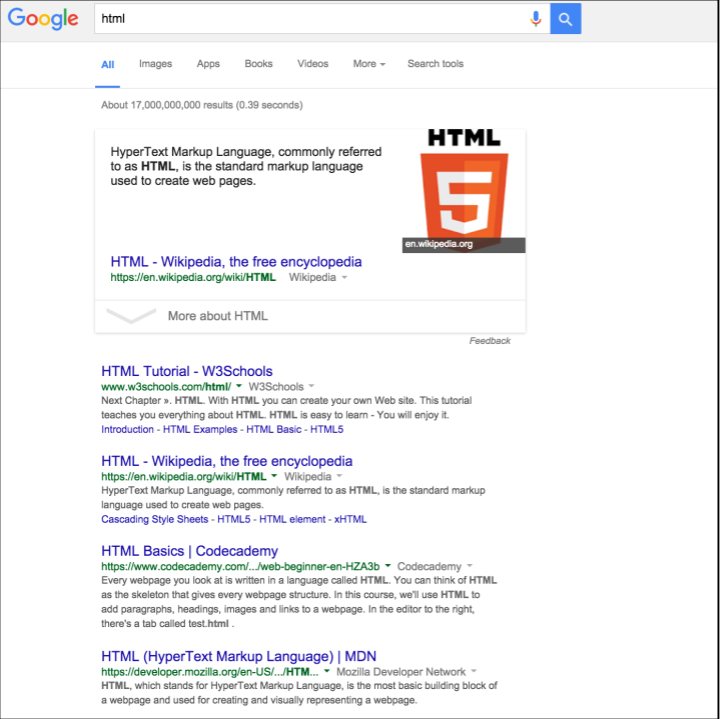 Google
html
All Images Apps Books Videos More Search tools
About 17,000,000,000 results (0.39 seconds)
HyperText Markup Language, commonly referred
to as HTML, is the standard markup language
used to create web pages.
HTML
5
en.wikipedia.org
HTML - Wikipedia, the free encyclopedia
https://en.wikipedia.org/wiki/HTML Wikipedia
More about HTML
Feedback
HTML Tutorial - W3Schools
www.w3schools.com/html/ W3Schools
Next Chapter ». HTML. With HTML you can create your own Web site. This tutorial
teaches you everything about HTML. HTML is easy to learn - You will enjoy it.
Introduction - HTML Examples - HTML Basic - HTML5
HTML - Wikipedia, the free encyclopedia
https://en.wikipedia.org/wiki/HTML Wikipedia
HyperText Markup Language, commonly referred to as HTML, is the standard markup
language used to create web pages.
Cascading Style Sheets - HTML5 - HTML element - xHTML
HTML Basics | Codecademy
https://www.codecademy.com/.../web-beginner-en-HZA3b Codecademy
Every webpage you look at is written in a language called HTML. You can think of HTML
as the skeleton that gives every webpage structure. In this course, we'll use HTML to
add paragraphs, headings, images and links to a webpage. In the editor to the right,
there's a tab called test.html .
HTML (HyperText Markup Language) | MDN
https://developer.mozilla.org/en-US/.../HTM... Mozilla Developer Network
HTML, which stands for HyperText Markup Language, is the most basic building block of
a webpage and used for creating and visually representing a webpage.